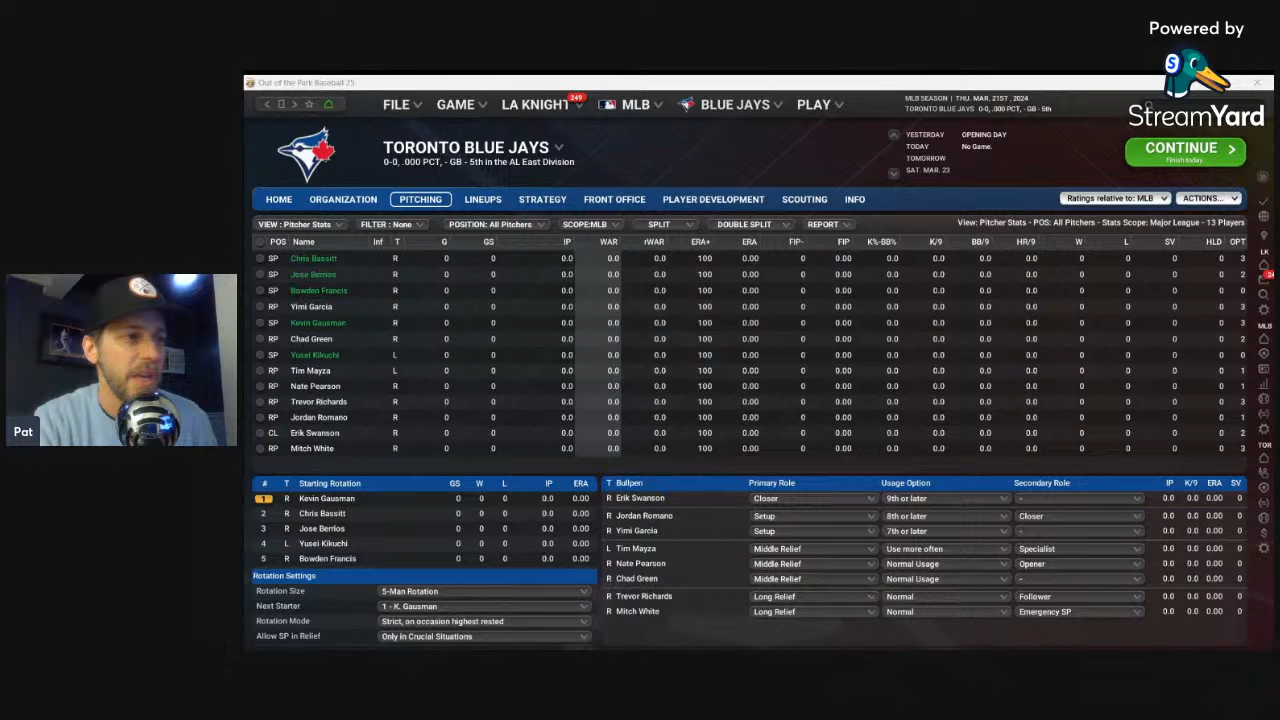 Powered by
StreamYard
Out of the Park Baseball 25
FILE GAME LA KNIGHT 249 MLB BLUE JAYS PLAY
MLB SEASON | THU. MAR. 21ST , 2024
TORONTO BLUE JAYS 0-0, .000 PCT, - GB - 5th
TORONTO BLUE JAYS
0-0, .000 PCT, - GB - 5th in the AL East Division
YESTERDAY OPENING DAY
TODAY No Game.
TOMORROW
SAT. MAR. 23
CONTINUE
Finish today.
HOME ORGANIZATION PITCHING LINEUPS STRATEGY FRONT OFFICE PLAYER DEVELOPMENT SCOUTING INFO
Ratings relative to: MLB ACTIONS...
VIEW : Pitcher Stats FILTER : None POSITION: All Pitchers SCOPE:MLB SPLIT DOUBLE SPLIT REPORT View: Pitcher Stats - POS: All Pitchers - Stats Scope: Major League - 13 Players
POS Name Inf T G GS IP WAR rWAR ERA+ ERA FIP- FIP K%-BB% K/9 BB/9 HR/9 W L SV HLD OPT
SP Chris Bassitt R 0 0 0.0 0.0 0.0 100 0.00 0 0.00 0.0 0.0 0.0 0.0 0 0 0 0 3
SP Jose Berrios R 0 0 0.0 0.0 0.0 100 0.00 0 0.00 0.0 0.0 0.0 0.0 0 0 0 0 2
SP Bowden Francis R 0 0 0.0 0.0 0.0 100 0.00 0 0.00 0.0 0.0 0.0 0.0 0 0 0 0 0
RP Yimi Garcia R 0 0 0.0 0.0 0.0 100 0.00 0 0.00 0.0 0.0 0.0 0.0 0 0 0 0 3
SP Kevin Gausman R 0 0 0.0 0.0 0.0 100 0.00 0 0.00 0.0 0.0 0.0 0.0 0 0 0 0 3
RP Chad Green R 0 0 0.0 0.0 0.0 100 0.00 0 0.00 0.0 0.0 0.0 0.0 0 0 0 0 2
SP Yusei Kikuchi L 0 0 0.0 0.0 0.0 100 0.00 0 0.00 0.0 0.0 0.0 0.0 0 0 0 0 0
RP Tim Mayza L 0 0 0.0 0.0 0.0 100 0.00 0 0.00 0.0 0.0 0.0 0.0 0 0 0 0 1
RP Nate Pearson R 0 0 0.0 0.0 0.0 100 0.00 0 0.00 0.0 0.0 0.0 0.0 0 0 0 0 1
RP Trevor Richards R 0 0 0.0 0.0 0.0 100 0.00 0 0.00 0.0 0.0 0.0 0.0 0 0 0 0 3
RP Jordan Romano R 0 0 0.0 0.0 0.0 100 0.00 0 0.00 0.0 0.0 0.0 0.0 0 0 0 0 1
CL Erik Swanson R 0 0 0.0 0.0 0.0 100 0.00 0 0.00 0.0 0.0 0.0 0.0 0 0 0 0 2
RP Mitch White R 0 0 0.0 0.0 0.0 100 0.00 0 0.00 0.0 0.0 0.0 0.0 0 0 0 0 3
Pat
# T Starting Rotation GS W L IP ERA
1 R Kevin Gausman 0 0 0 0.0 0.00
2 R Chris Bassitt 0 0 0 0.0 0.00
3 R Jose Berrios 0 0 0 0.0 0.00
4 L Yusei Kikuchi 0 0 0 0.0 0.00
5 R Bowden Francis 0 0 0 0.0 0.00
Rotation Settings
Rotation Size 5-Man Rotation
Next Starter 1 - K. Gausman
Rotation Mode Strict, on occasion highest rested
Allow SP in Relief Only in Crucial Situations
T Bullpen Primary Role Usage Option Secondary Role IP K/9 ERA SV
R Erik Swanson Closer 9th or later - 0.0 0.0 0.00 0
R Jordan Romano Setup 8th or later Closer 0.0 0.0 0.00 0
R Yimi Garcia Setup 7th or later - 0.0 0.0 0.00 0
L Tim Mayza Middle Relief Use more often Specialist 0.0 0.0 0.00 0
R Nate Pearson Middle Relief Normal Usage Opener 0.0 0.0 0.00 0
R Chad Green Middle Relief Normal Usage - 0.0 0.0 0.00 0
R Trevor Richards Long Relief Normal Follower 0.0 0.0 0.00 0
R Mitch White Long Relief Normal Emergency SP 0.0 0.0 0.00 0
LK
MLB
TOR